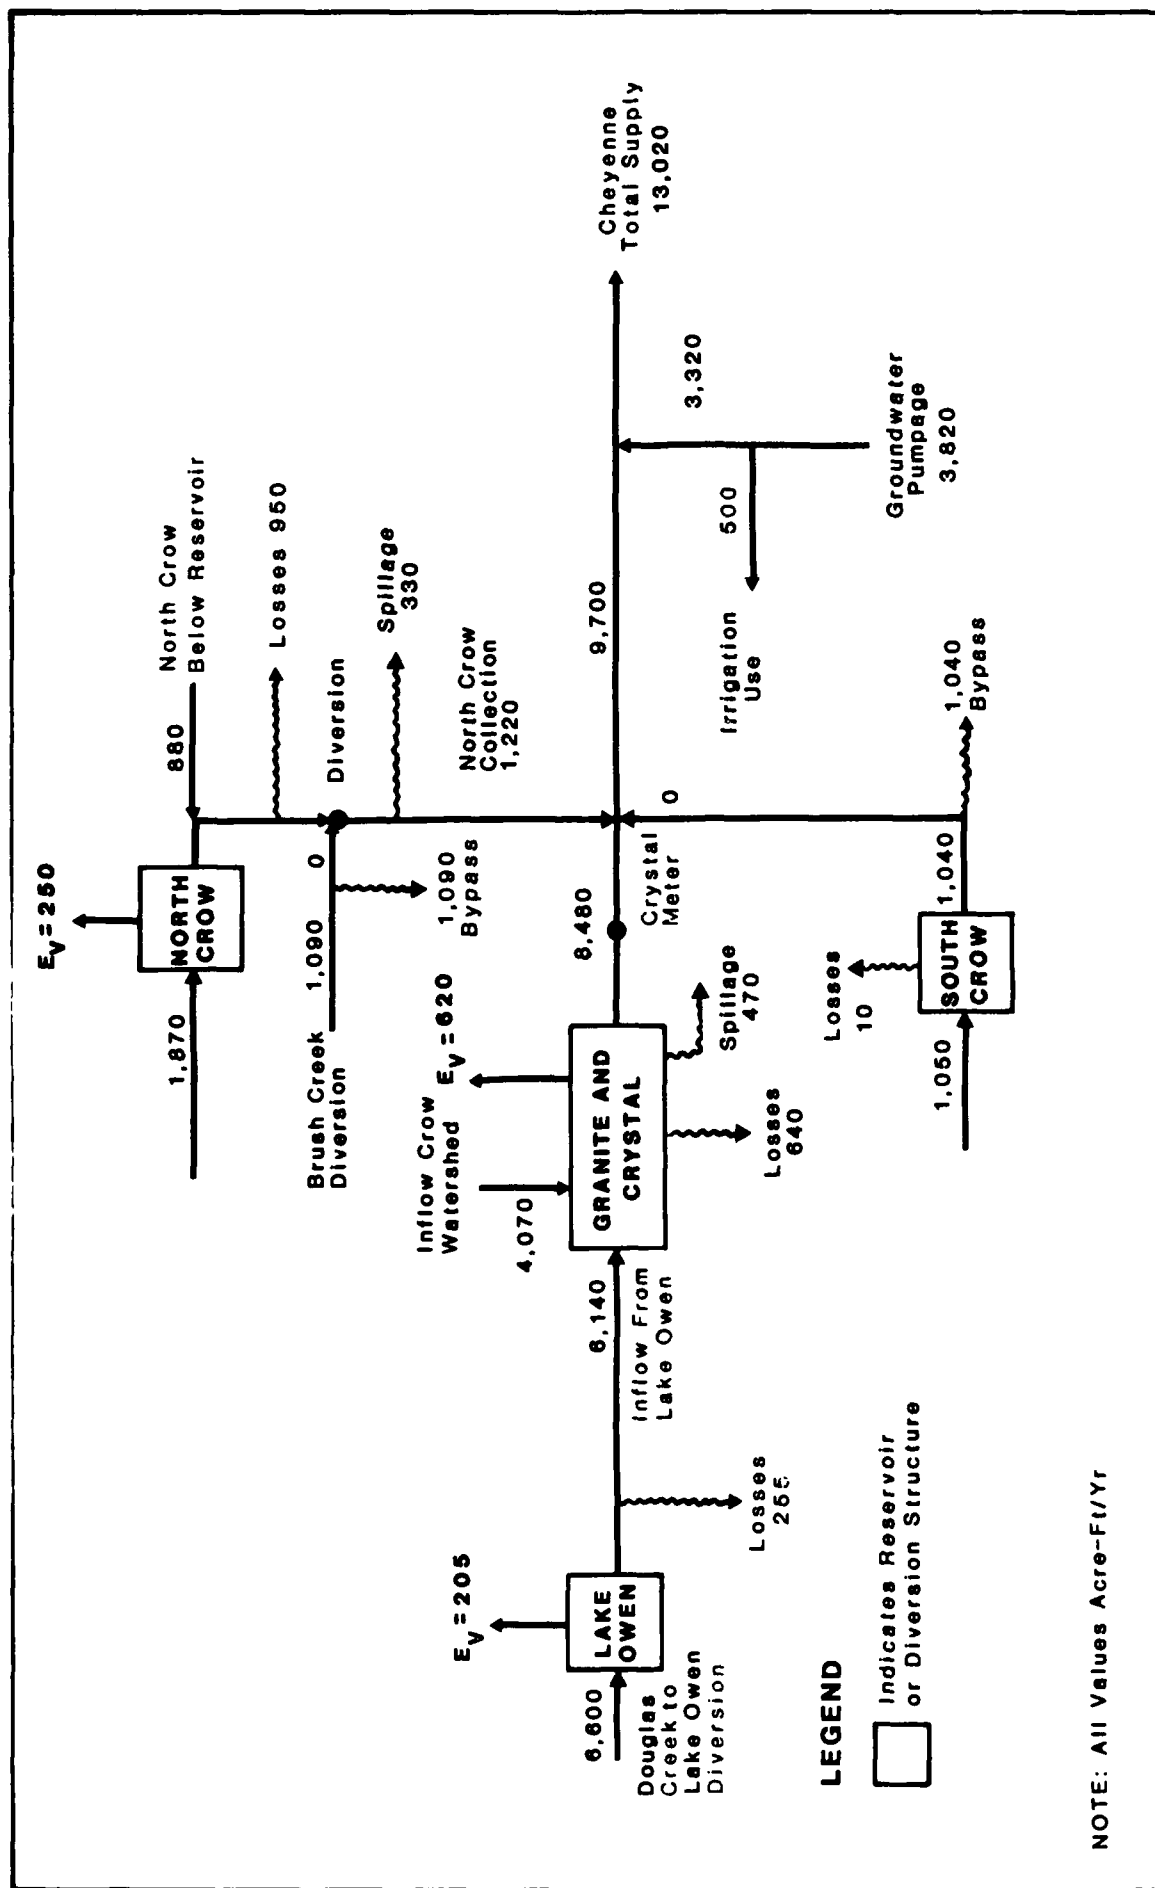 E_V = 250
NORTH
CROW
1,870
880
North Crow
Below Reservoir
Losses 950
Brush Creek
Diversion
1,090
0
Diversion
1,090
Bypass
Spillage
330
North Crow
Collection
1,220
Inflow Crow
Watershed
4,070
E_V = 620
GRANITE AND
CRYSTAL
Spillage
470
Losses
640
8,480
Crystal
Meter
9,700
Cheyenne
Total Supply
13,020
3,320
500
Irrigation
Use
Groundwater
Pumpage
3,820
0
E_V = 205
LAKE
OWEN
6,600
Douglas
Creek to
Lake Owen
Diversion
Losses
255
6,140
Inflow From
Lake Owen
Losses
10
SOUTH
CROW
1,050
1,040
1,040
Bypass
LEGEND
Indicates Reservoir
or Diversion Structure
NOTE: All Values Acre-Ft/Yr